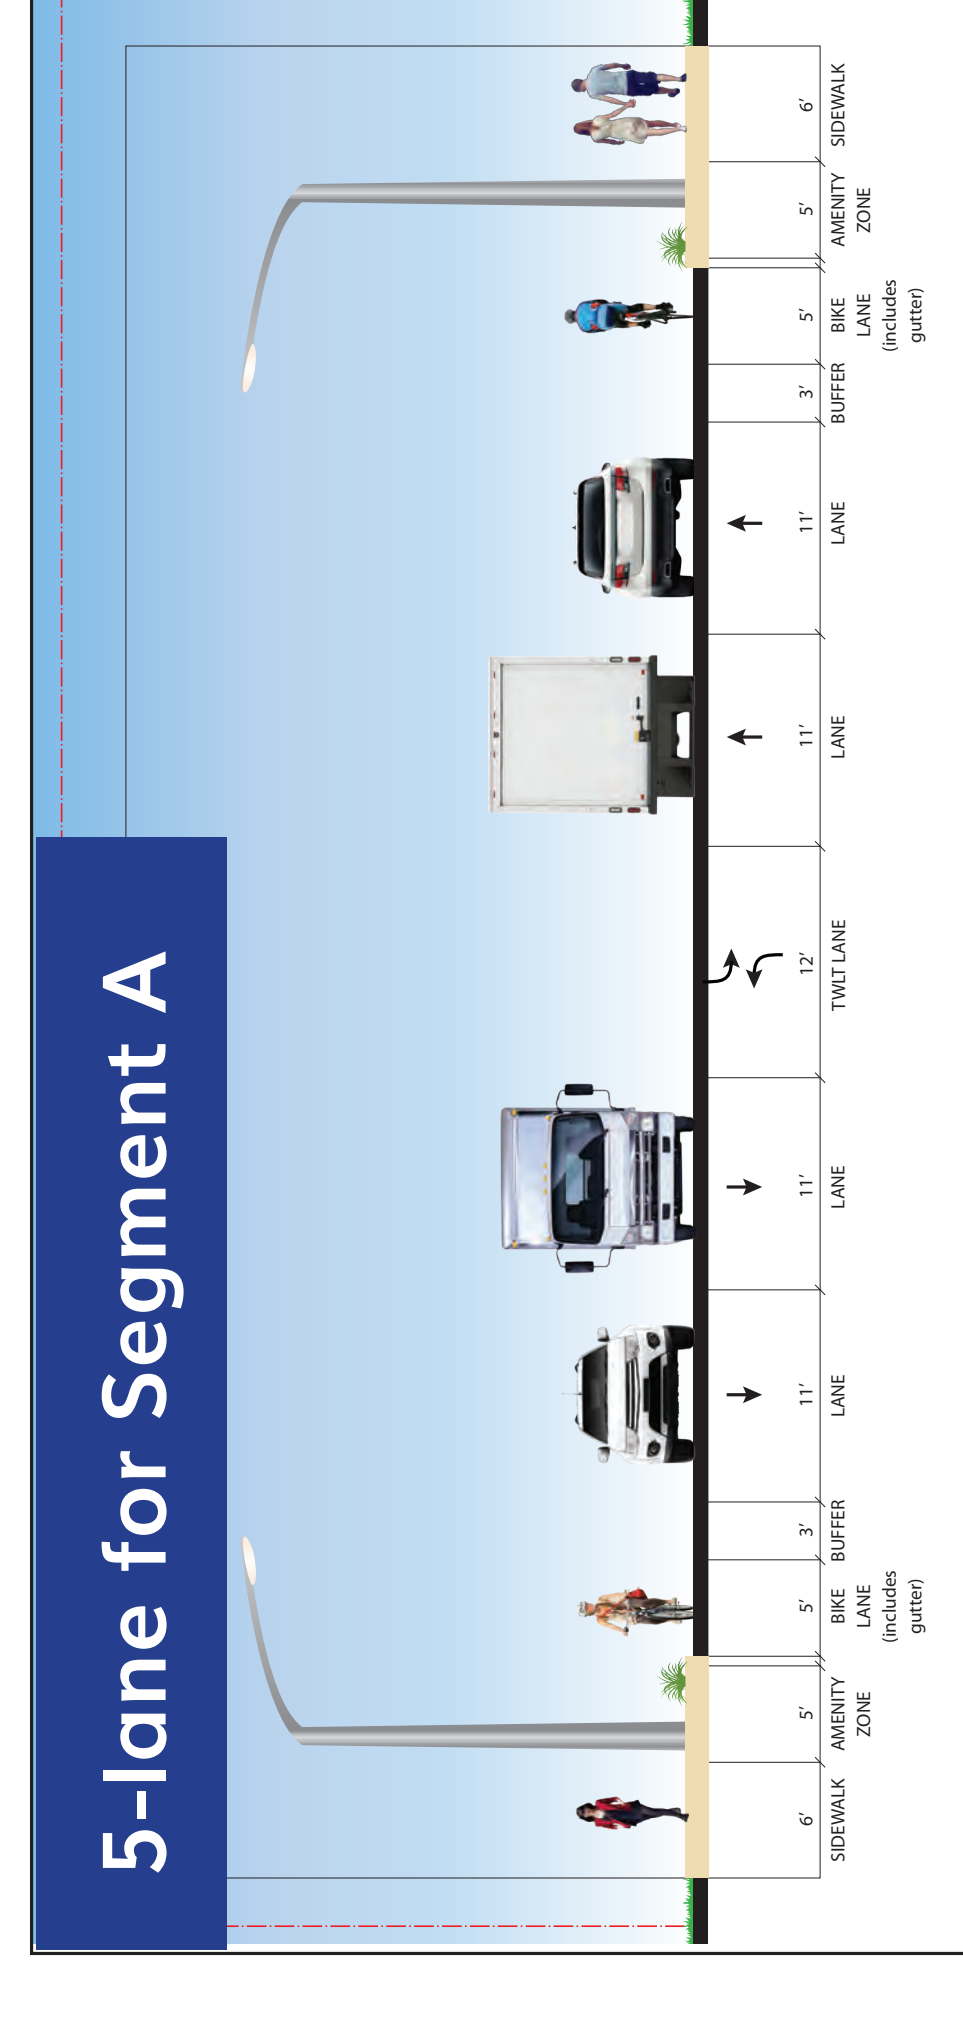 5-lane for Segment A
6'
SIDEWALK
5'
AMENITY
ZONE
5'
BIKE
LANE
(includes
gutter)
3'
BUFFER
11'
LANE
11'
LANE
12'
TWLT LANE
11'
LANE
11'
LANE
3'
BUFFER
5'
BIKE
LANE
(includes
gutter)
5'
AMENITY
ZONE
6'
SIDEWALK